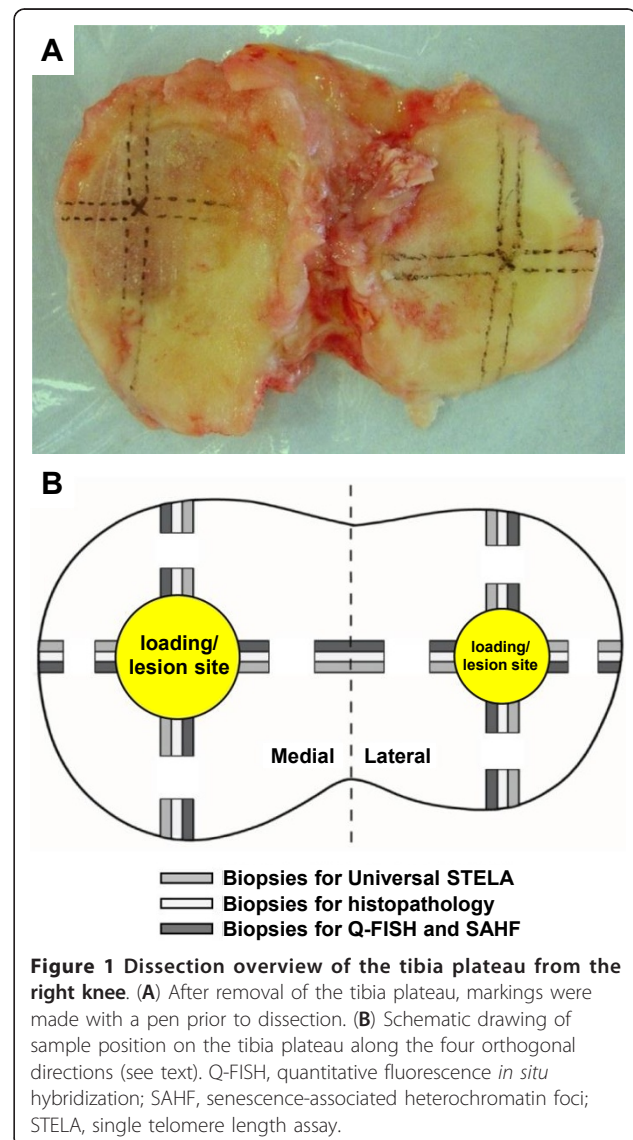 A
B
loading/
lesion site
loading/
lesion site
Medial
Lateral
Biopsies for Universal STELA
Biopsies for histopathology
Biopsies for Q-FISH and SAHF
Figure 1 Dissection overview of the tibia plateau from the
right knee. (A) After removal of the tibia plateau, markings were
made with a pen prior to dissection. (B) Schematic drawing of
sample position on the tibia plateau along the four orthogonal
directions (see text). Q-FISH, quantitative fluorescence in situ
hybridization; SAHF, senescence-associated heterochromatin foci;
STELA, single telomere length assay.